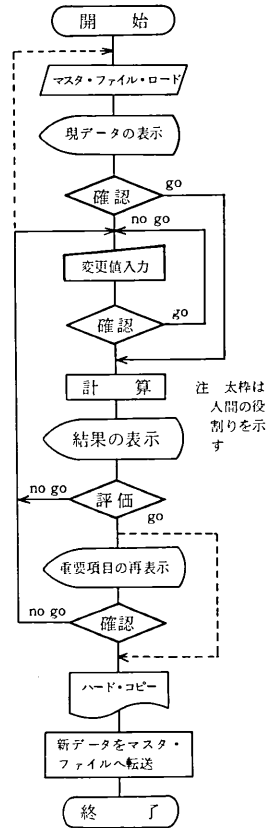 開　始
マスタ・ファイル・ロード
現データの表示
確認
go
no go
変更値入力
確認
go
計　算
注　太枠は
人間の役
割りを示
す
結果の表示
no go
評価
go
重要項目の再表示
no go
確認
ハード・コピー
新データをマスタ・
ファイルへ転送
終　了